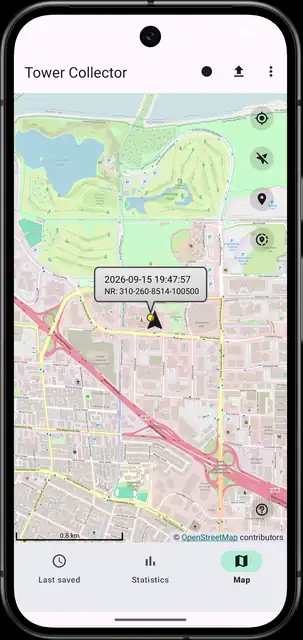 Tower Collector
2026-09-15 19:47:57
NR: 310-260-8514-100500
0.8 km
© OpenStreetMap contributors
Last saved
Statistics
Map